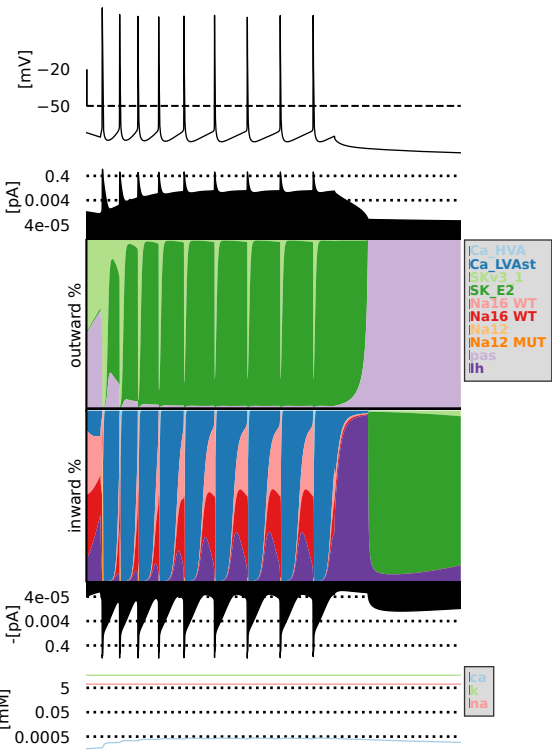 [mV]
−20
−50
[pA]
0.4
0.004
4e-05
outward %
Ca_HVA
Ca_LVAst
SKv3_1
SK_E2
Na16 WT
Na16 WT
Na12
Na12 MUT
pas
Ih
inward %
-[pA]
4e-05
0.004
0.4
[mM]
5
0.05
0.0005
ca
k
na